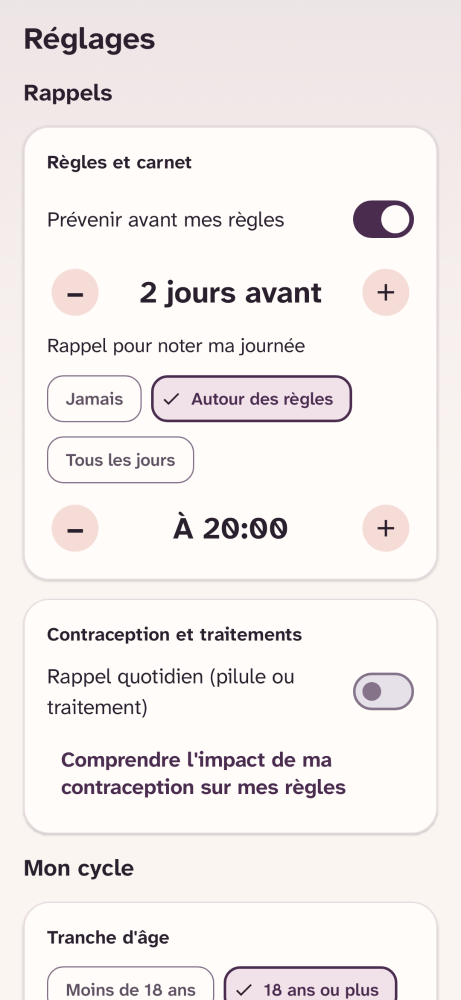 Réglages
Rappels
Règles et carnet
Prévenir avant mes règles
– 2 jours avant +
Rappel pour noter ma journée
Jamais ✓ Autour des règles
Tous les jours
– À 20:00 +
Contraception et traitements
Rappel quotidien (pilule ou
traitement)
Comprendre l'impact de ma
contraception sur mes règles
Mon cycle
Tranche d'âge
Moins de 18 ans ✓ 18 ans ou plus